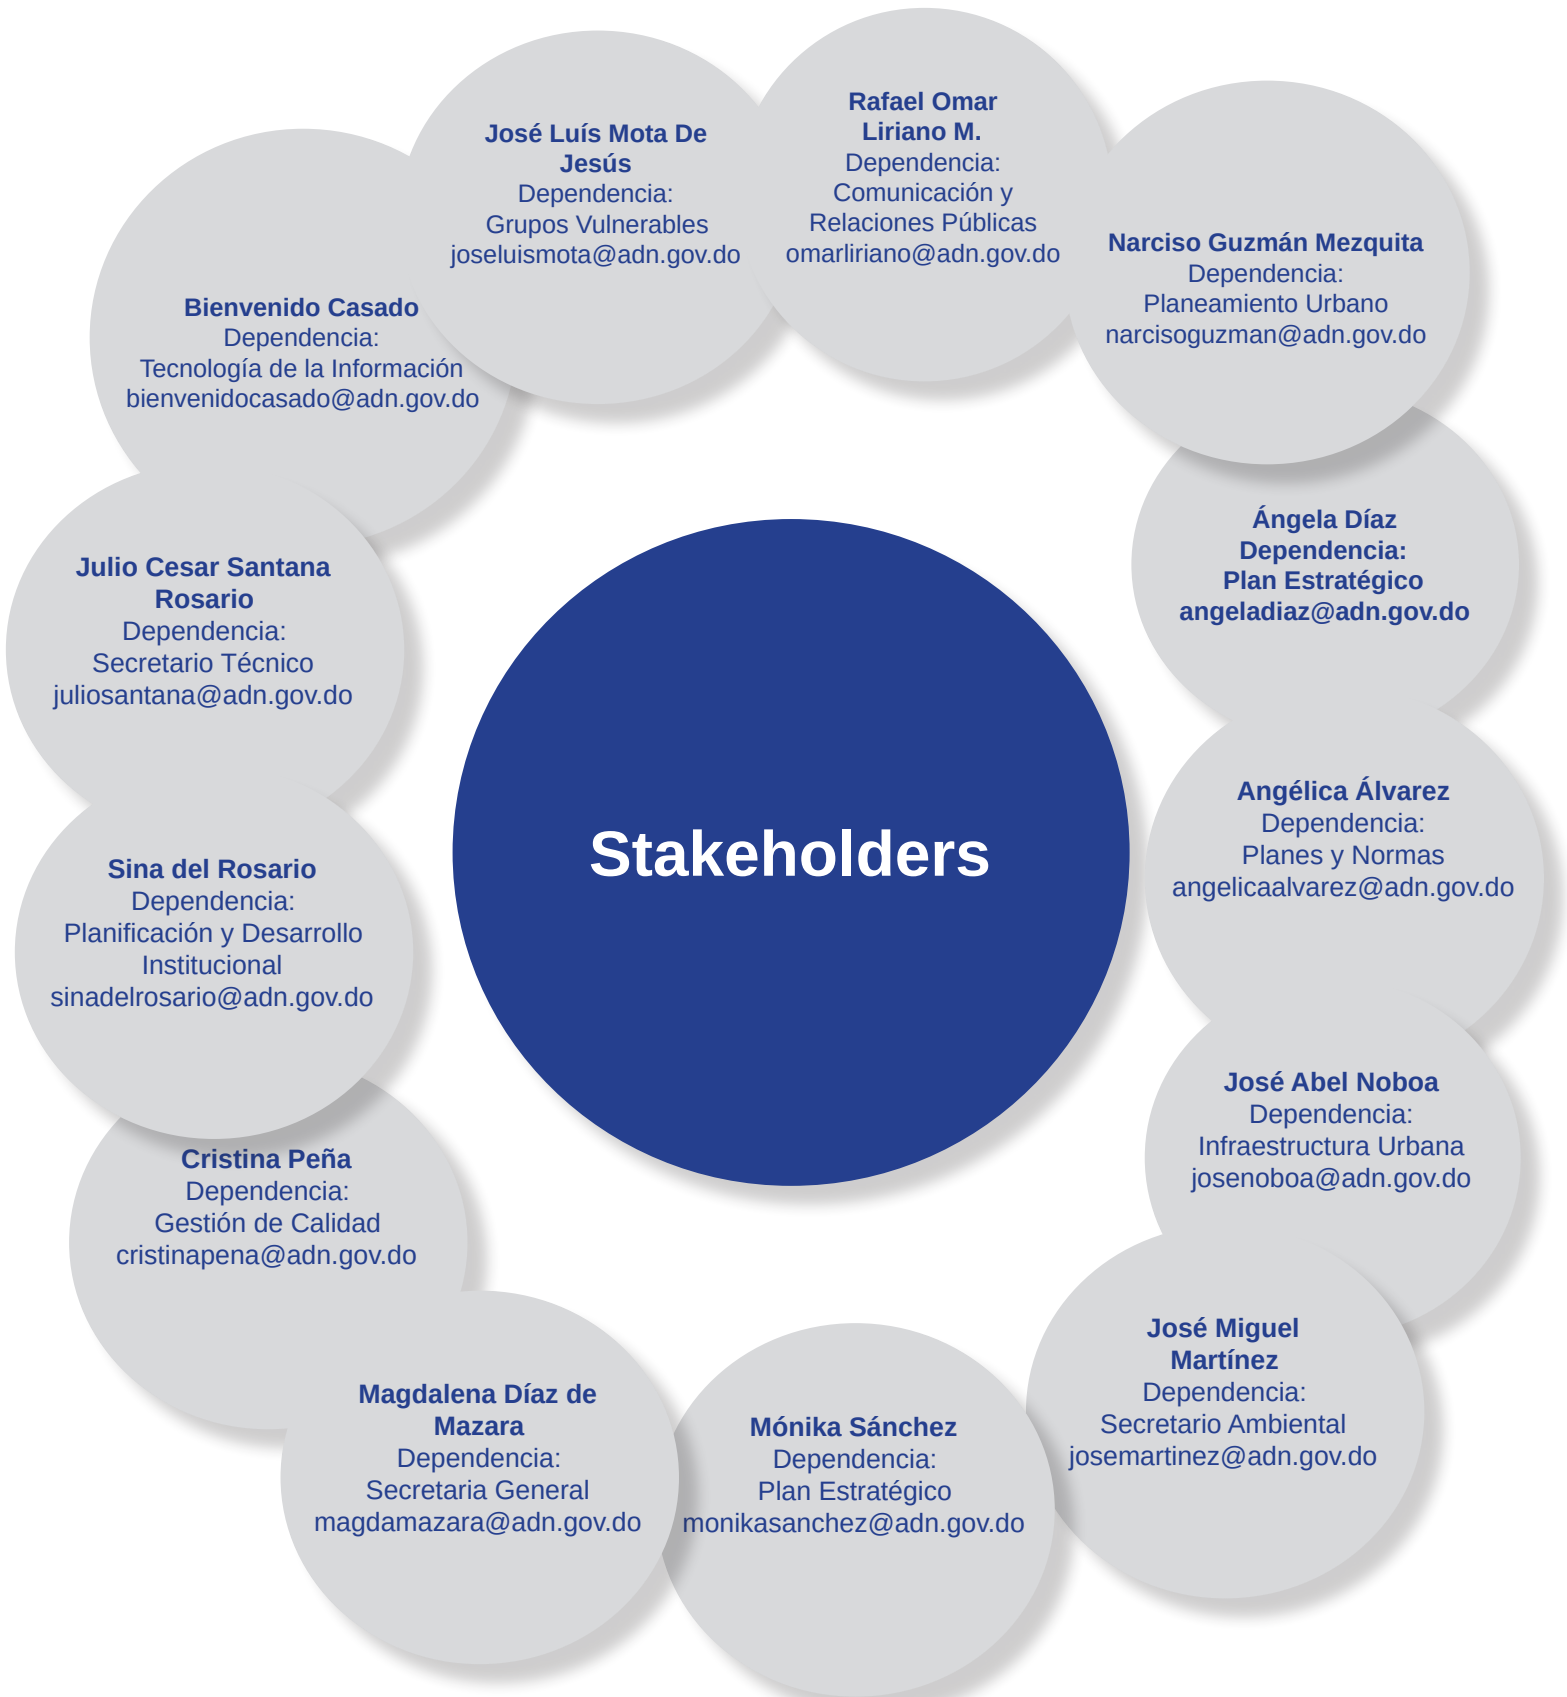 Rafael Omar
Liriano M.
Dependencia:
Comunicación y
Relaciones Públicas
omarliriano@adn.gov.do
José Luís Mota De
Jesús
Dependencia:
Grupos Vulnerables
joseluismota@adn.gov.do
Narciso Guzmán Mezquita
Dependencia:
Planeamiento Urbano
narcisoguzman@adn.gov.do
Bienvenido Casado
Dependencia:
Tecnología de la Información
bienvenidocasado@adn.gov.do
Ángela Díaz
Dependencia:
Plan Estratégico
angeladiaz@adn.gov.do
Julio Cesar Santana
Rosario
Dependencia:
Secretario Técnico
juliosantana@adn.gov.do
Stakeholders
Angélica Álvarez
Dependencia:
Planes y Normas
angelicaalvarez@adn.gov.do
Sina del Rosario
Dependencia:
Planificación y Desarrollo
Institucional
sinadelrosario@adn.gov.do
José Abel Noboa
Dependencia:
Infraestructura Urbana
josenoboa@adn.gov.do
Cristina Peña
Dependencia:
Gestión de Calidad
cristinapena@adn.gov.do
José Miguel
Martínez
Dependencia:
Secretario Ambiental
josemartinez@adn.gov.do
Magdalena Díaz de
Mazara
Dependencia:
Secretaria General
magdamazara@adn.gov.do
Mónika Sánchez
Dependencia:
Plan Estratégico
monikasanchez@adn.gov.do